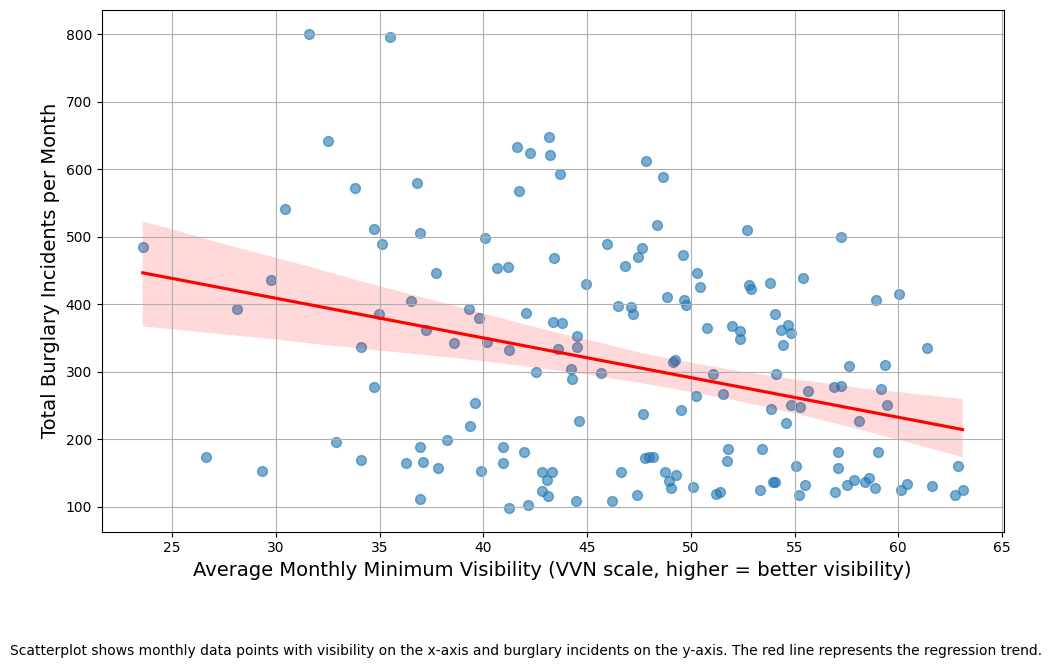 Total Burglary Incidents per Month
800
700
600
500
400
300
200
100
25 30 35 40 45 50 55 60 65
Average Monthly Minimum Visibility (VVN scale, higher = better visibility)
Scatterplot shows monthly data points with visibility on the x-axis and burglary incidents on the y-axis. The red line represents the regression trend.